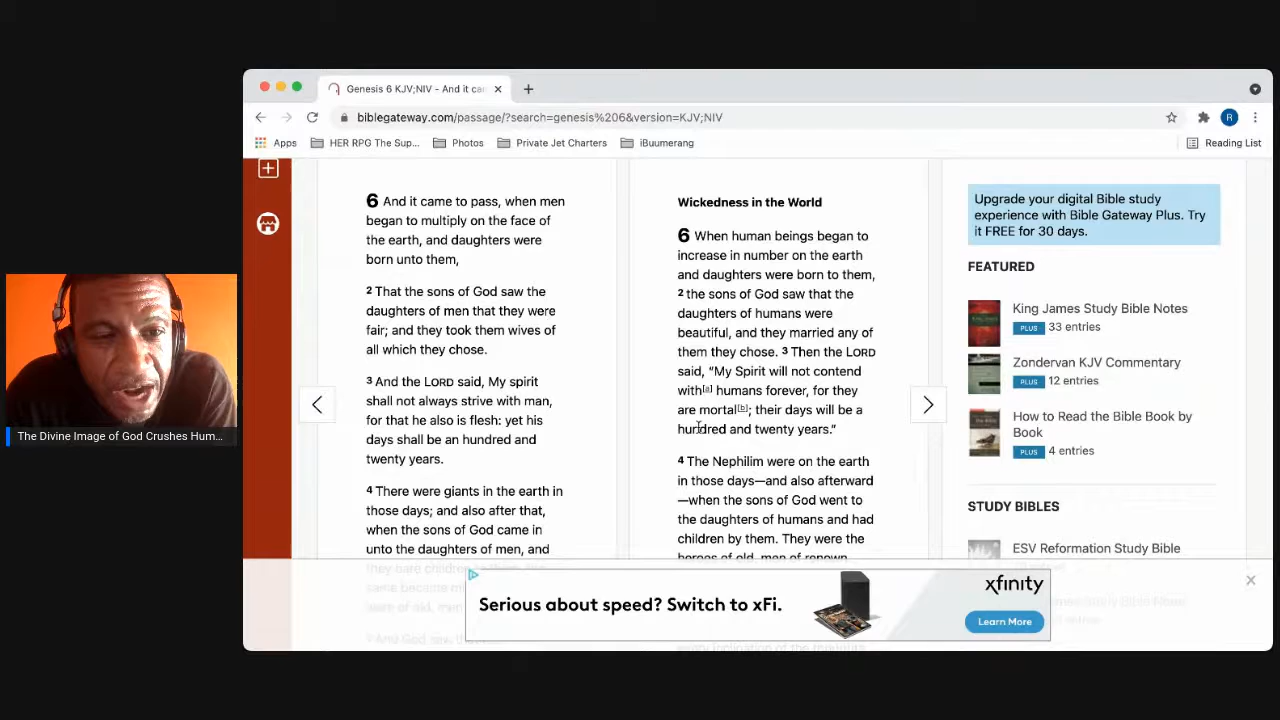 Genesis 6 KJV;NIV - And it ca
biblegateway.com/passage/?search=genesis%206&version=KJV;NIV
R
Apps
HER RPG The Sup...
Photos
Private Jet Charters
iBuumerang
Reading List
6 And it came to pass, when men
began to multiply on the face of
the earth, and daughters were
born unto them,
2 That the sons of God saw the
daughters of men that they were
fair; and they took them wives of
all which they chose.
3 And the LORD said, My spirit
shall not always strive with man,
for that he also is flesh: yet his
days shall be an hundred and
twenty years.
4 There were giants in the earth in
those days; and also after that,
when the sons of God came in
unto the daughters of men, and
they bare children
Wickedness in the World
6 When human beings began to
increase in number on the earth
and daughters were born to them,
2 the sons of God saw that the
daughters of humans were
beautiful, and they married any of
them they chose. 3 Then the LORD
said, “My Spirit will not contend
with[a] humans forever, for they
are mortal[b]; their days will be a
hundred and twenty years.”
4 The Nephilim were on the earth
in those days—and also afterward
—when the sons of God went to
the daughters of humans and had
children by them. They were the
heroes of old, men of renown
Upgrade your digital Bible study
experience with Bible Gateway Plus. Try
it FREE for 30 days.
FEATURED
King James Study Bible Notes
PLUS 33 entries
Zondervan KJV Commentary
PLUS 12 entries
How to Read the Bible Book by
Book
PLUS 4 entries
STUDY BIBLES
ESV Reformation Study Bible
Serious about speed? Switch to xFi.
xfinity
Learn More
The Divine Image of God Crushes Hum...